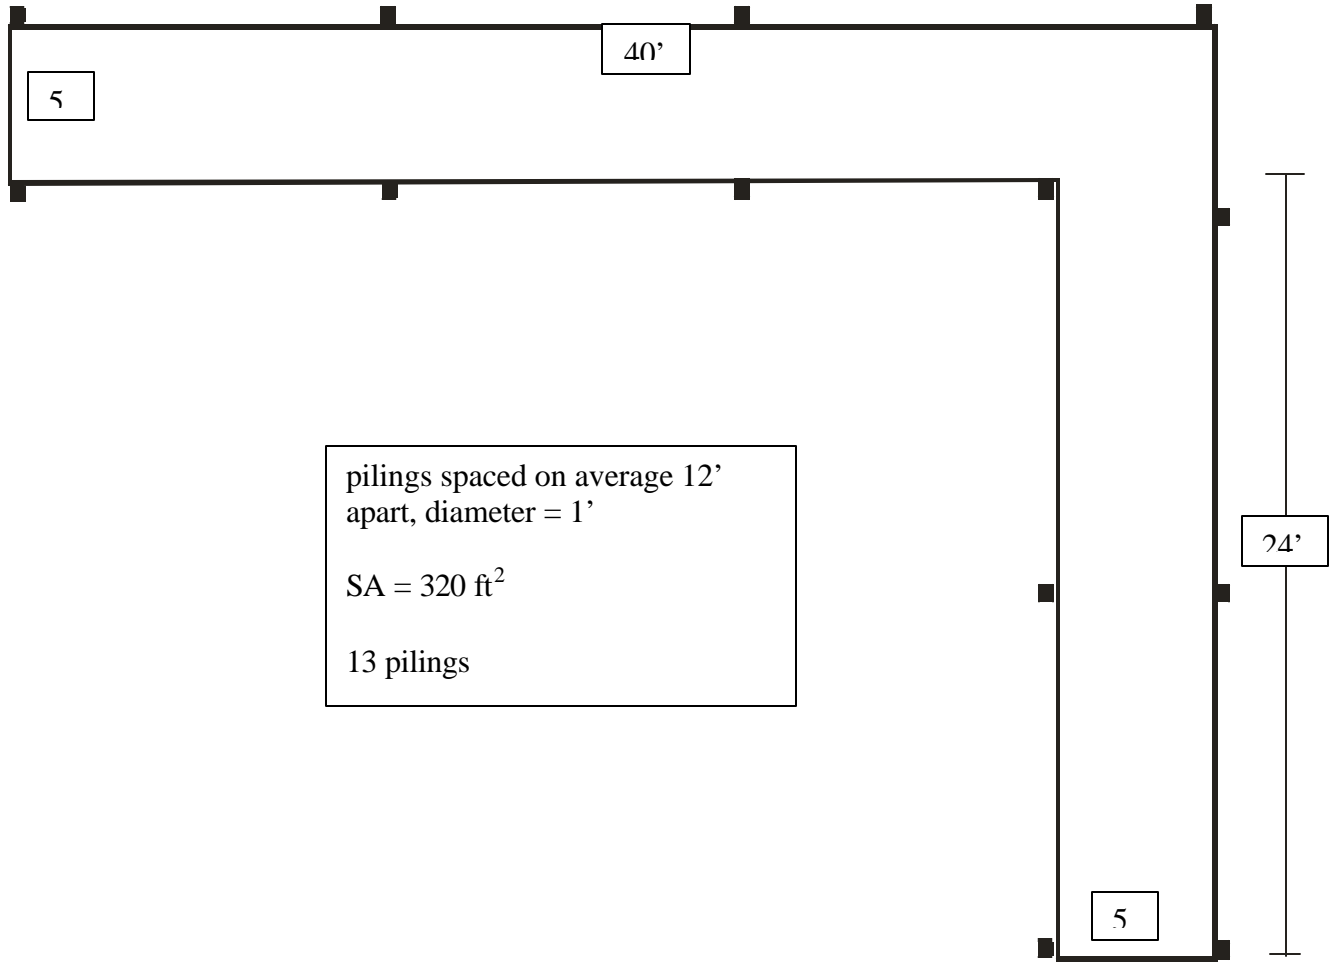 40’
5
pilings spaced on average 12’
apart, diameter = 1’
SA = 320 ft²
13 pilings
24’
5